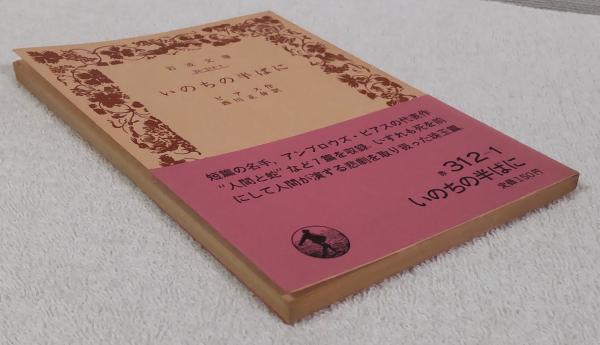 岩波文庫
いのちの半ばに
ピアス作
西川正身訳
短篇の名手、アンブロウズ・ビアスの代表作
“人間と蛇”など7篇を収録。いずれも死を前
にして人間が演ずる悲劇を取り扱った珠玉篇
赤 312-1
いのちの半ばに
定価150円